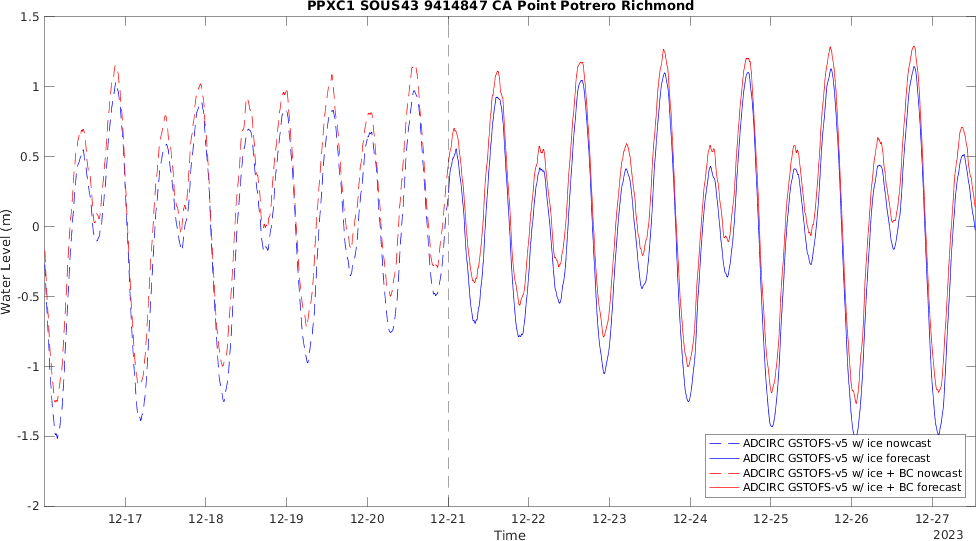 PPXC1 SOUS43 9414847 CA Point Potrero Richmond
1.5
1
0.5
0
-0.5
-1
-1.5
-2
Water Level (m)
12-17
12-18
12-19
12-20
12-21
12-22
12-23
12-24
12-25
12-26
12-27
Time
2023
ADCIRC GSTOFS-v5 w/ ice nowcast
ADCIRC GSTOFS-v5 w/ ice forecast
ADCIRC GSTOFS-v5 w/ ice + BC nowcast
ADCIRC GSTOFS-v5 w/ ice + BC forecast